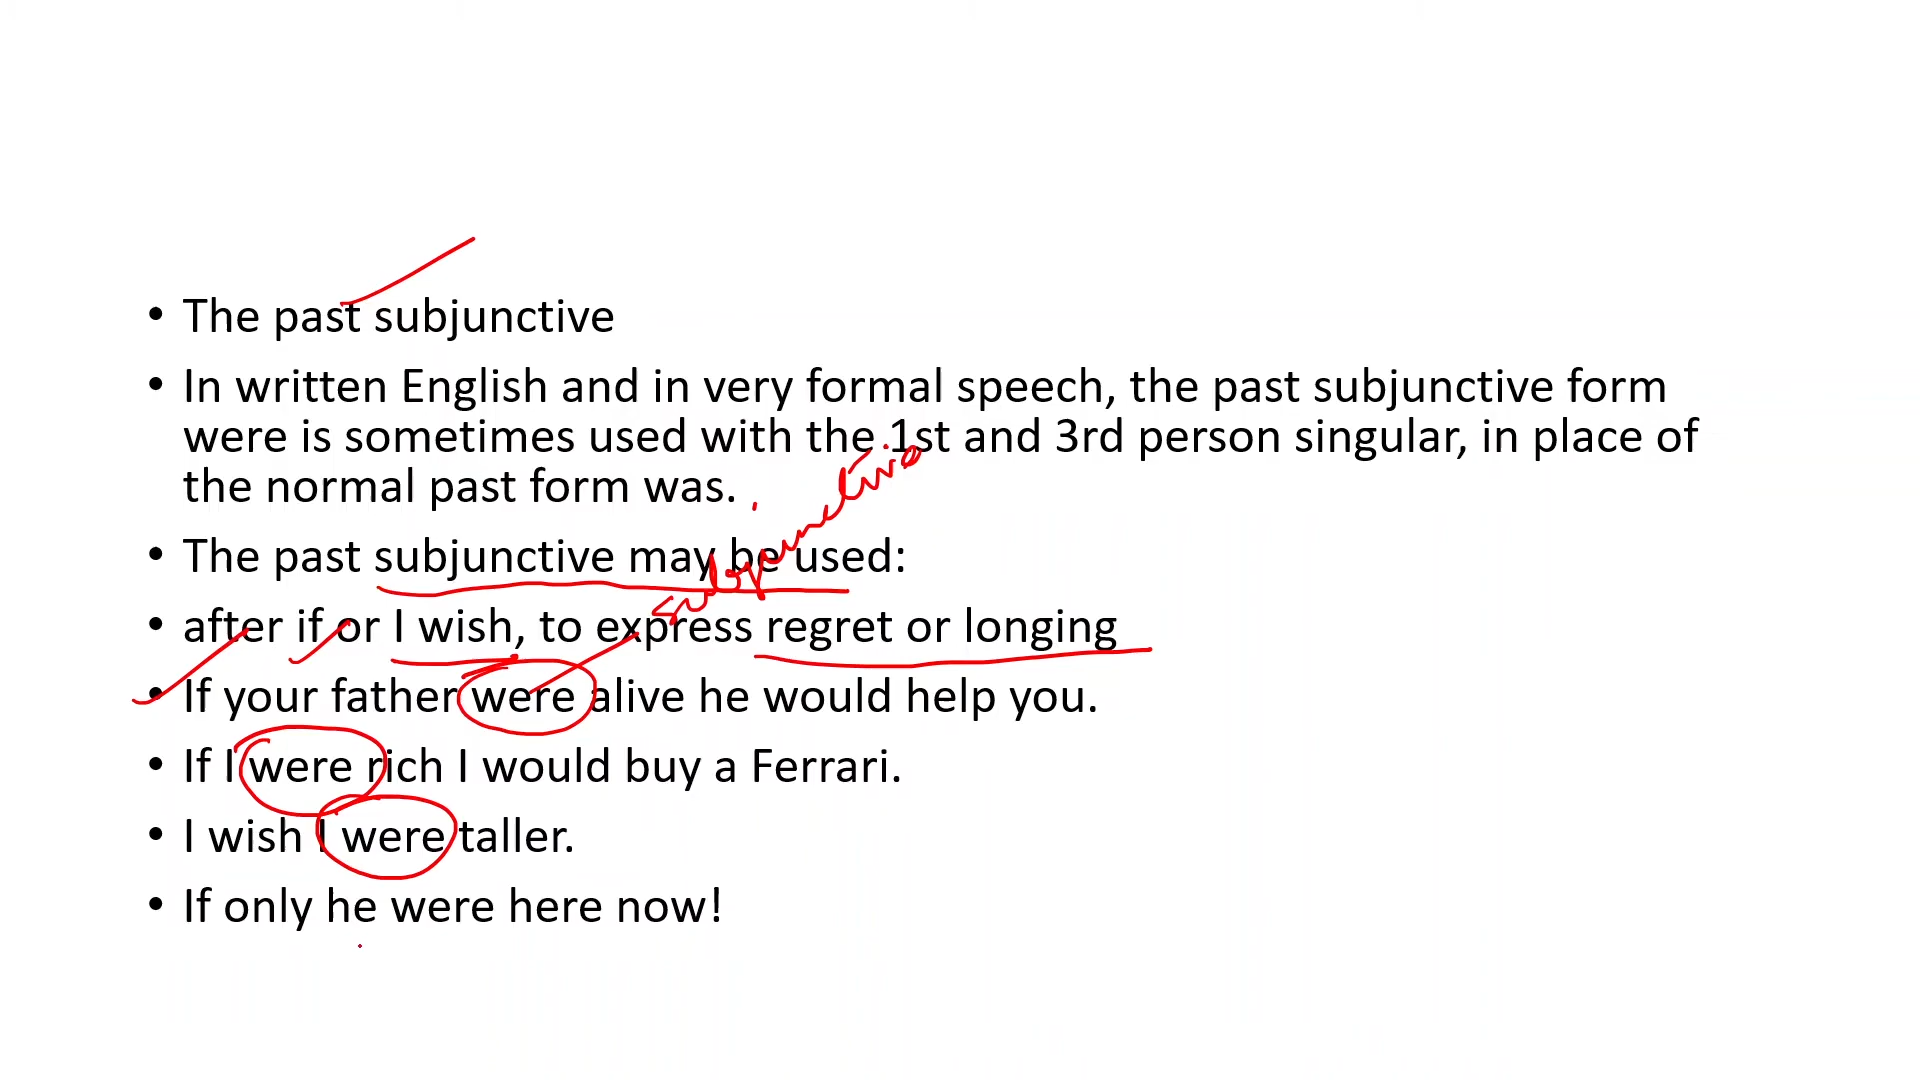 • The past subjunctive
• In written English and in very formal speech, the past subjunctive form
were is sometimes used with the 1st and 3rd person singular, in place of
the normal past form was.
• The past subjunctive may be used:
subjunctive
• after if or I wish, to express regret or longing
• If your father were alive he would help you.
• If I were rich I would buy a Ferrari.
• I wish I were taller.
• If only he were here now!